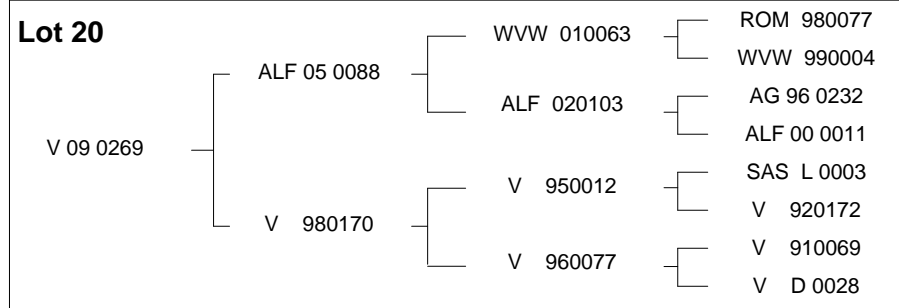 Lot 20
ROM 980077
WVW 010063
WVW 990004
ALF 05 0088
AG 96 0232
ALF 020103
ALF 00 0011
V 09 0269
SAS L 0003
V 950012
V 920172
V 980170
V 910069
V 960077
V D 0028